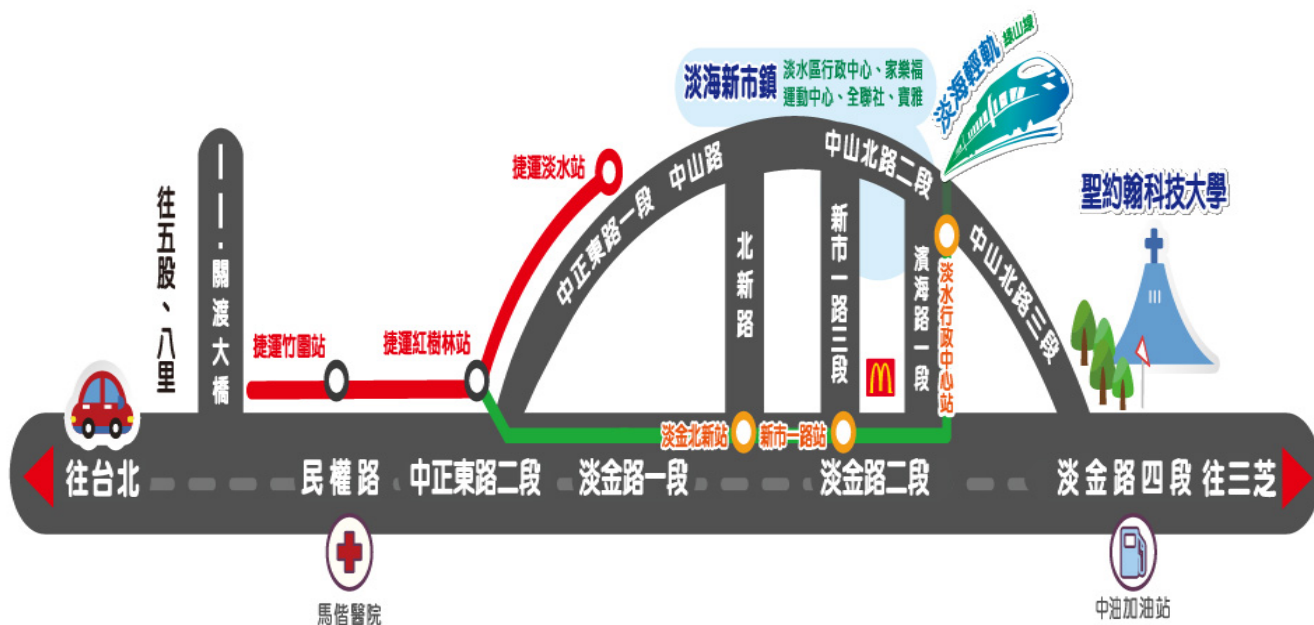 淡海新市鎮
淡水區行政中心、家樂福
運動中心、全聯社、寶雅
淡海輕軌 綠山線
聖約翰科技大學
往五股、八里
一一．關渡大橋
捷運竹圍站
捷運紅樹林站
捷運淡水站
中正東路一段
中山路
中山北路二段
中山北路三段
北新路
新市一路三段
濱海路一段
淡水行政中心站
淡金北新站
新市一路站
往台北
民權路
中正東路二段
淡金路一段
淡金路二段
淡金路四段
往三芝
馬偕醫院
中油加油站